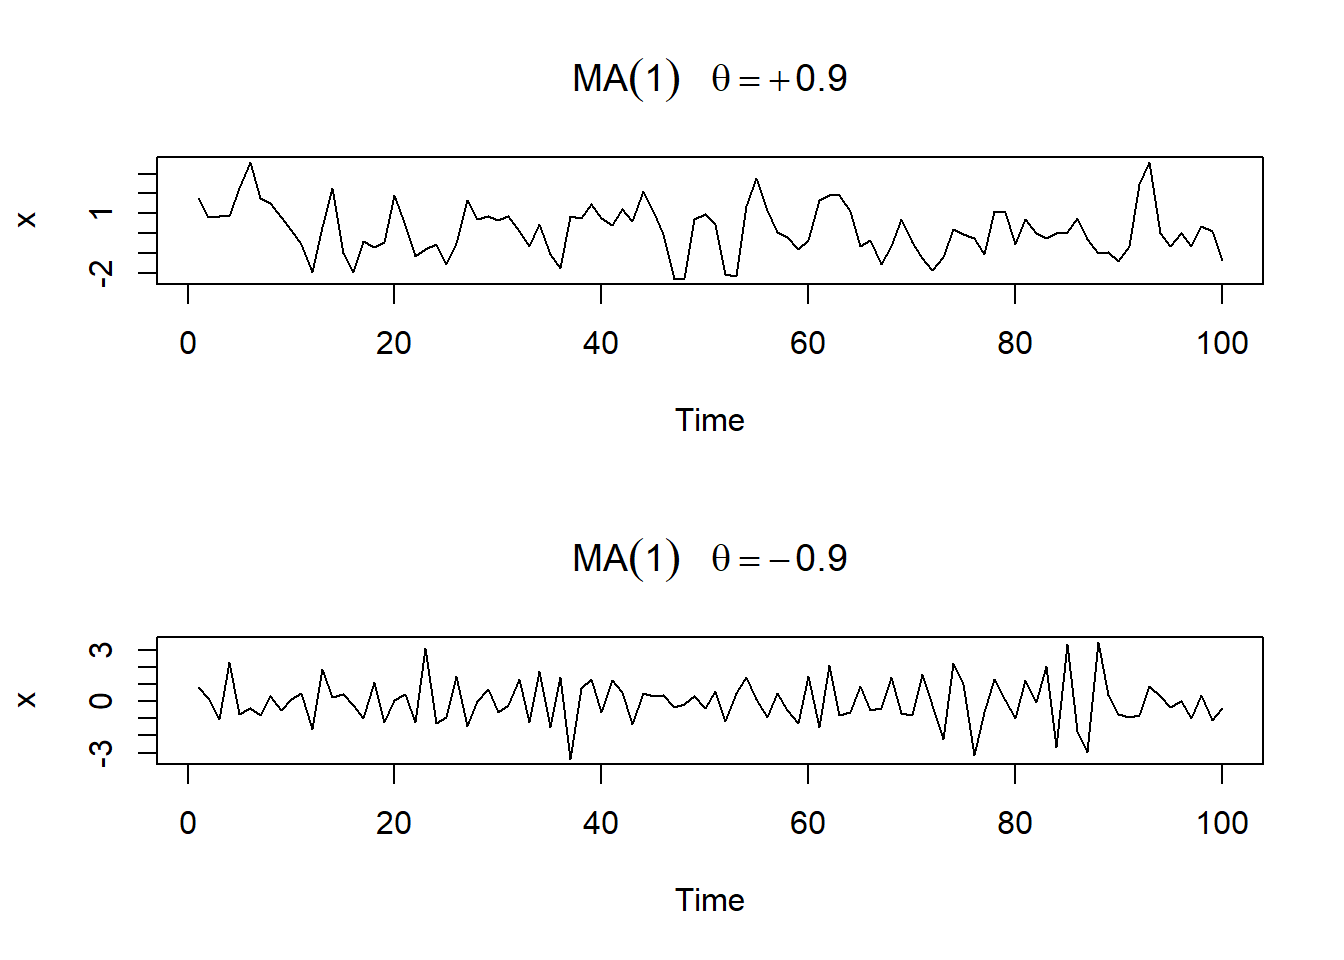 MA(1) θ = +0.9
x
1
-2
0 20 40 60 80 100
Time
MA(1) θ = −0.9
x
3
0
-3
0 20 40 60 80 100
Time